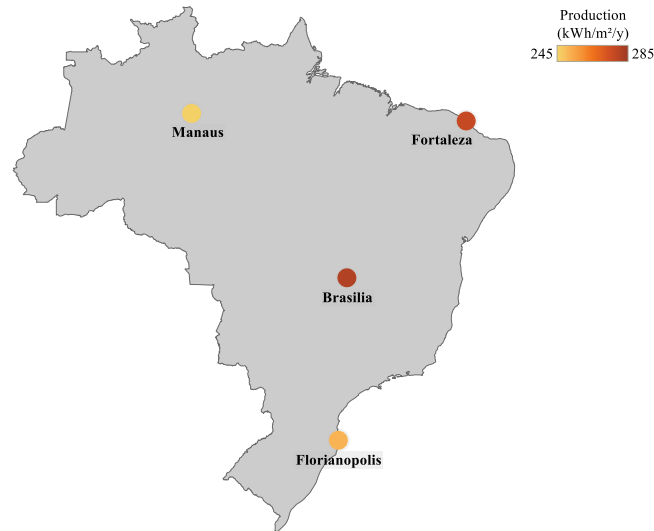 Production
(kWh/m²/y)
245 285
Manaus
Fortaleza
Brasilia
Florianopolis